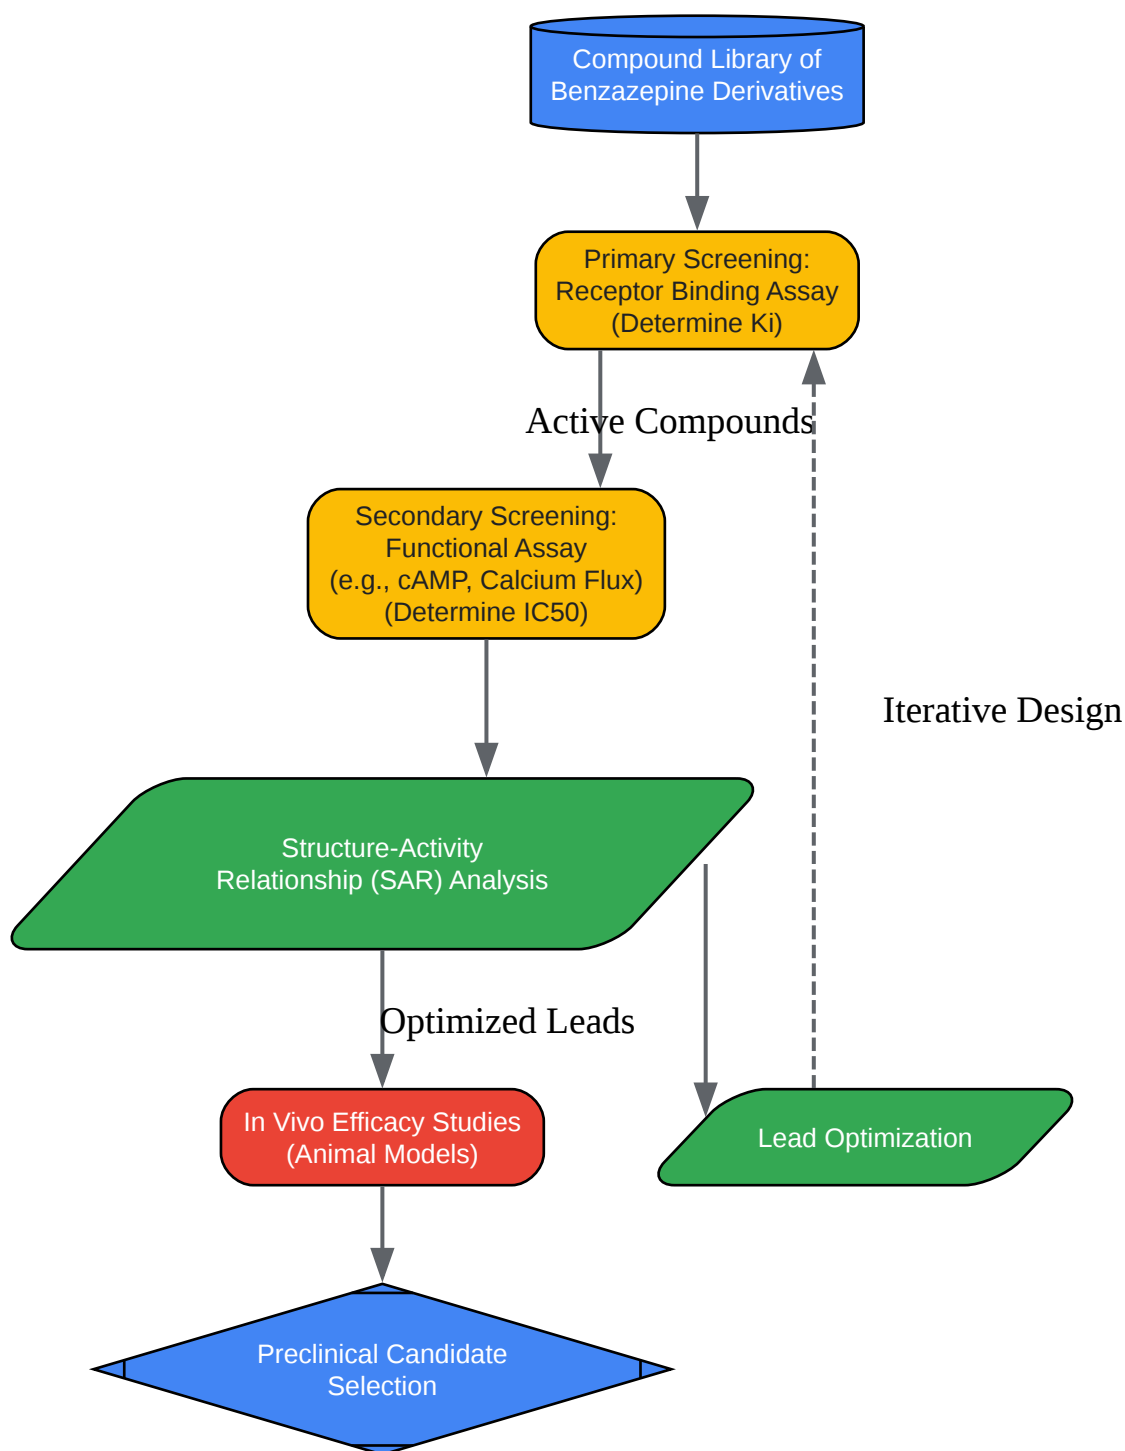 Compound Library of
Benzazepine Derivatives
Primary Screening:
Receptor Binding Assay
(Determine Ki)
Active Compounds
Secondary Screening:
Functional Assay
(e.g., cAMP, Calcium Flux)
(Determine IC50)
Iterative Design
Structure-Activity
Relationship (SAR) Analysis
Optimized Leads
In Vivo Efficacy Studies
(Animal Models)
Lead Optimization
Preclinical Candidate
Selection